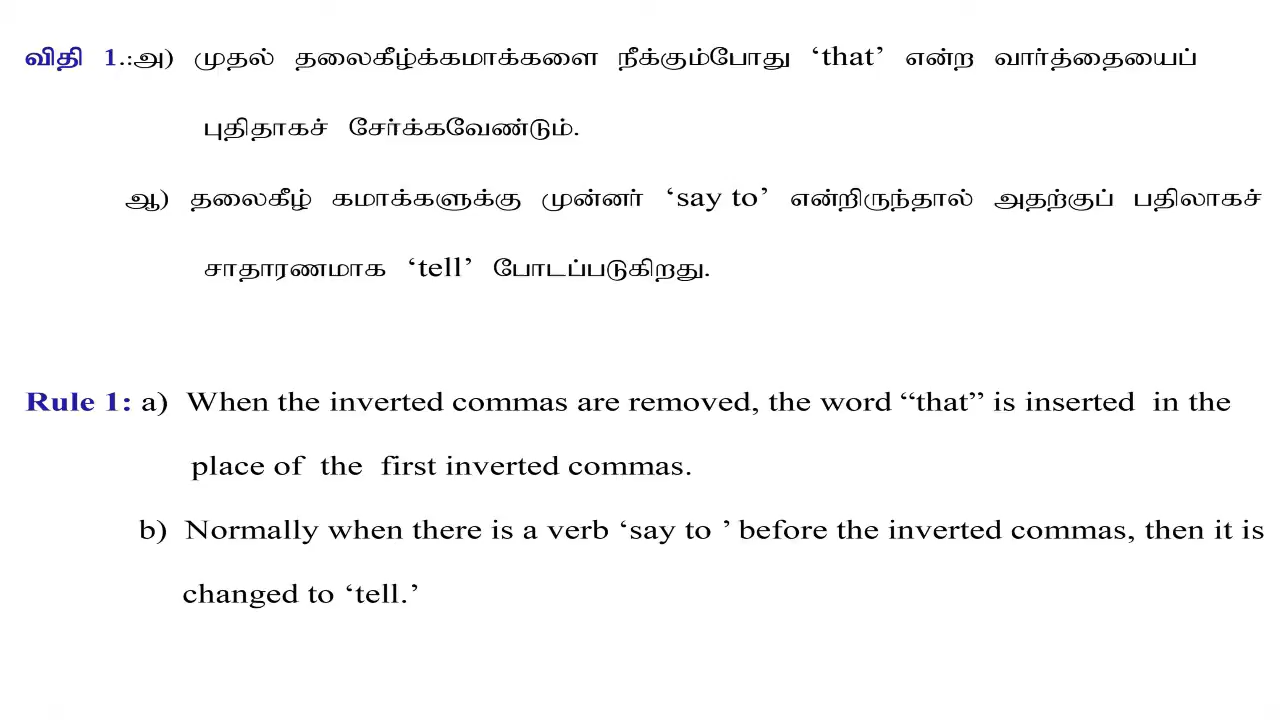 விதி 1.:அ) முதல் தலைகீழ்க்கமாக்களை நீக்கும்போது ‘that’ என்ற வார்த்தையைப்
புதிதாகச் சேர்க்கவேண்டும்.
ஆ) தலைகீழ் கமாக்களுக்கு முன்னர் ‘say to’ என்றிருந்தால் அதற்குப் பதிலாகச்
சாதாரணமாக ‘tell’ போடப்படுகிறது.
Rule 1: a) When the inverted commas are removed, the word “that” is inserted in the
place of the first inverted commas.
b) Normally when there is a verb ‘say to ’ before the inverted commas, then it is
changed to ‘tell.’